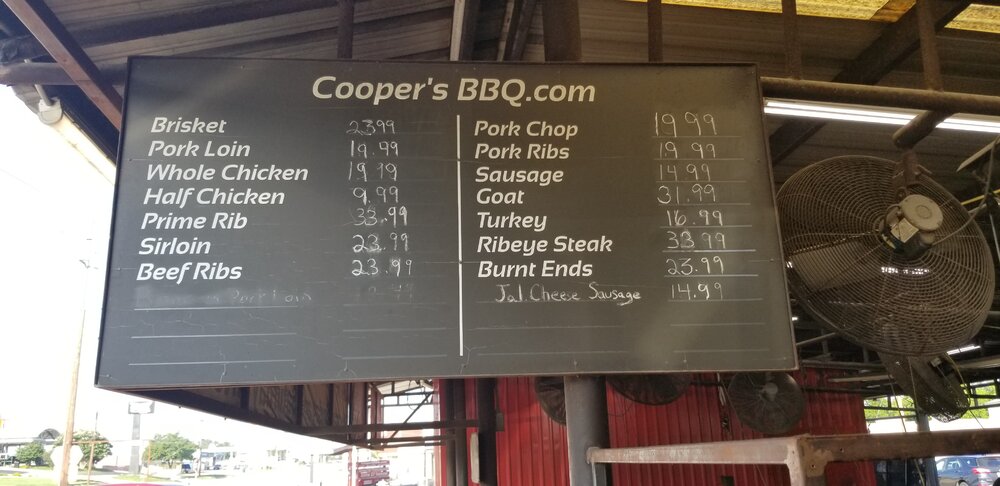 Cooper's BBQ.com
Brisket 23.99
Pork Loin 19.99
Whole Chicken 19.19
Half Chicken 9.99
Prime Rib 33.99
Sirloin 23.99
Beef Ribs 23.99
Pork Loin
Pork Chop 19.99
Pork Ribs 19.99
Sausage 14.99
Goat 31.99
Turkey 16.99
Ribeye Steak 33.99
Burnt Ends 23.99
Jal. Cheese Sausage 14.99